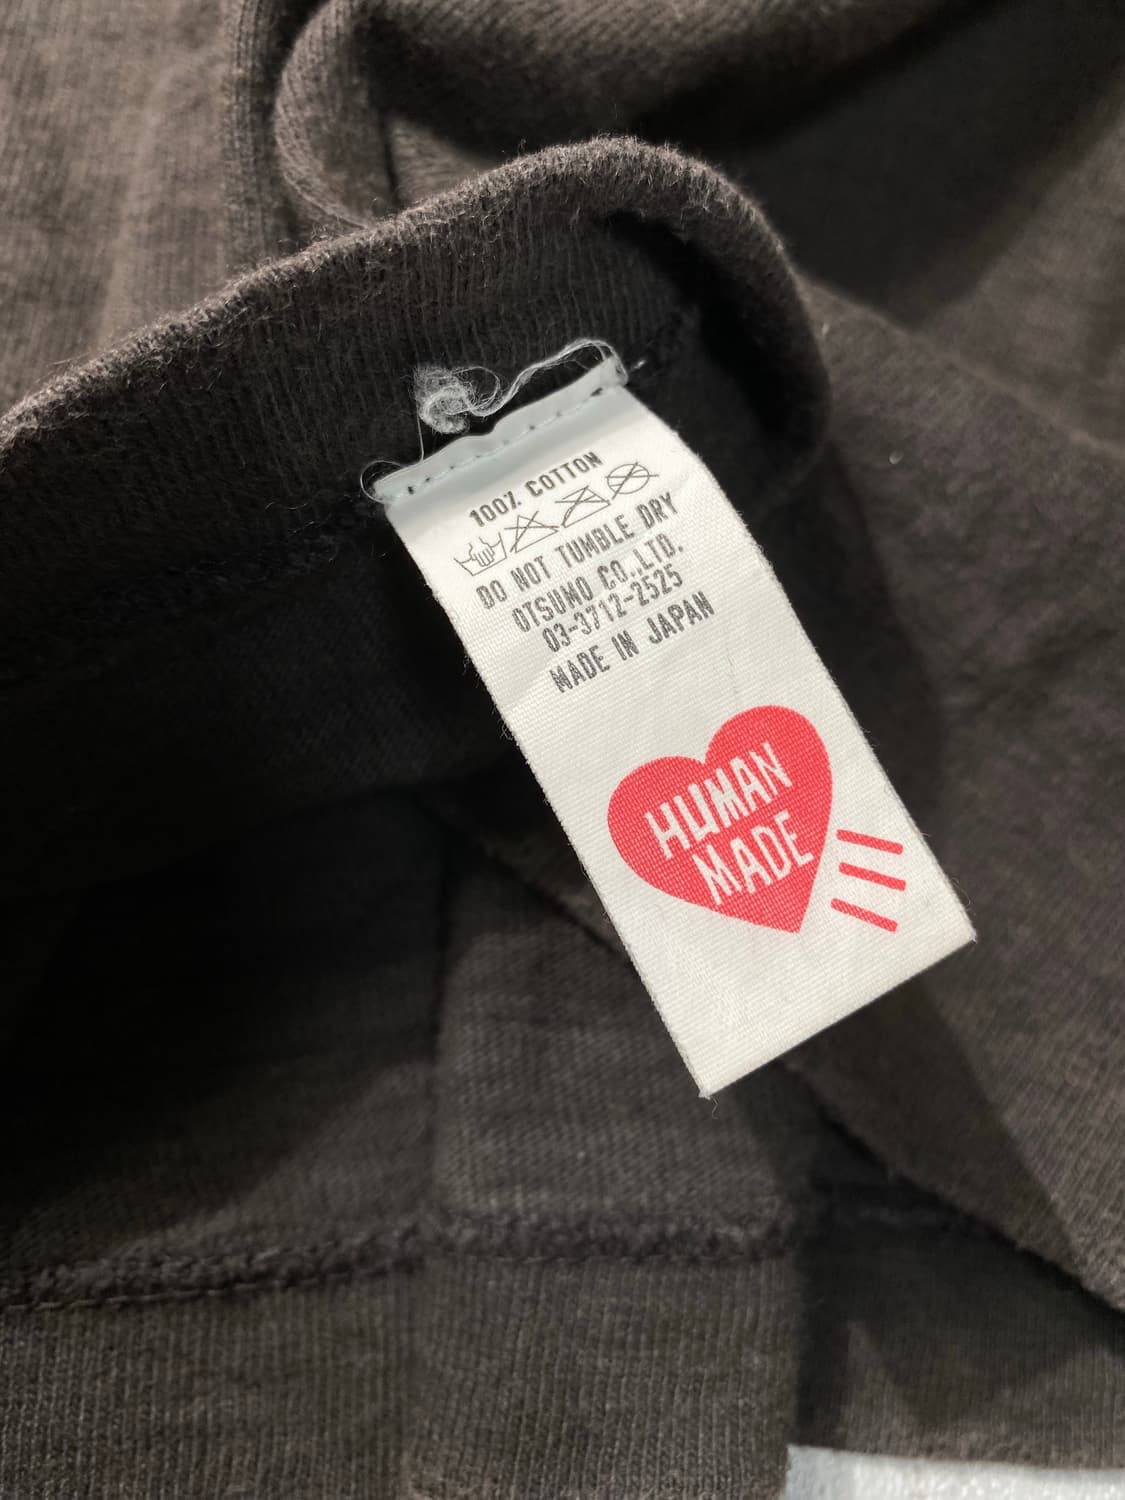 100% COTTON
DO NOT TUMBLE DRY
OTSUMO CO.,LTD.
03-3712-2525
MADE IN JAPAN
HUMAN
MADE